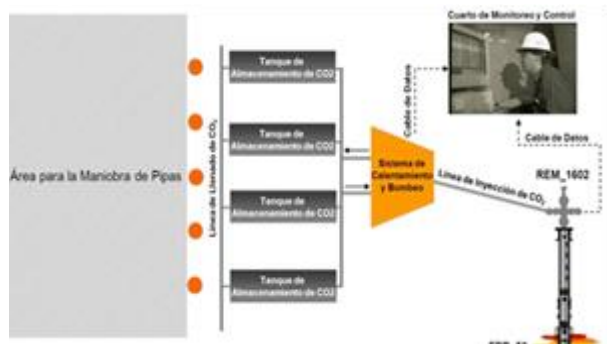 Cuarto de Monitoreo y Control
Tanque de
Almacenamiento de CO2
Cable de Datos
Tanque de
Almacenamiento de CO2
Cable de Datos
Área para la Maniobra de Pipas
Línea de Llenado de CO₂
Sistema de
Calentamiento
y Bombeo
REM_1602
Línea de Inyección de CO₂
Tanque de
Almacenamiento de CO2
Tanque de
Almacenamiento de CO2